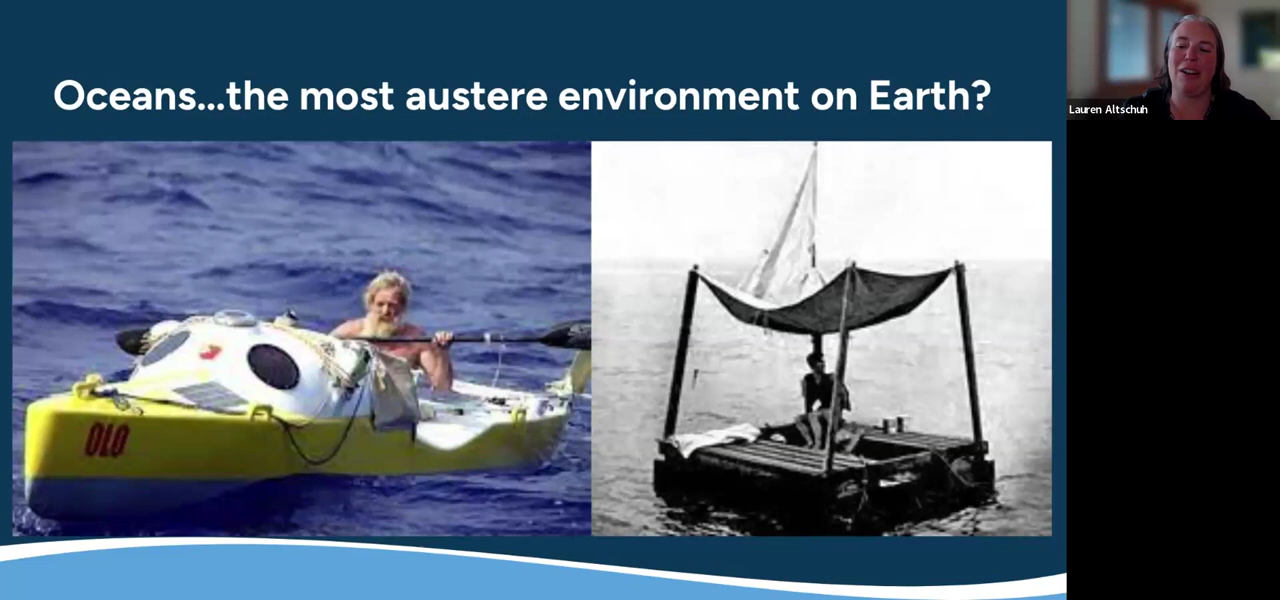 Oceans...the most austere environment on Earth?
Lauren Altschuh
OLO